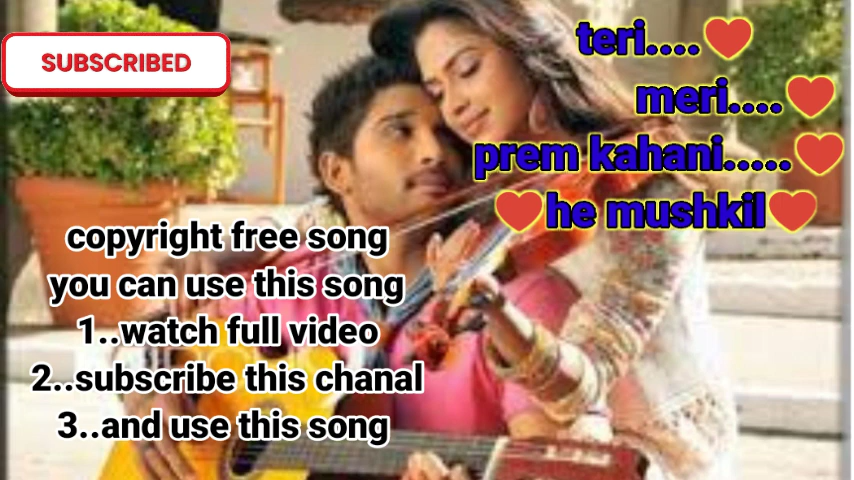 SUBSCRIBED
teri....❤️
meri....❤️
prem kahani.....❤️
❤️he mushkil❤️
copyright free song
you can use this song
1..watch full video
2..subscribe this chanal
3..and use this song